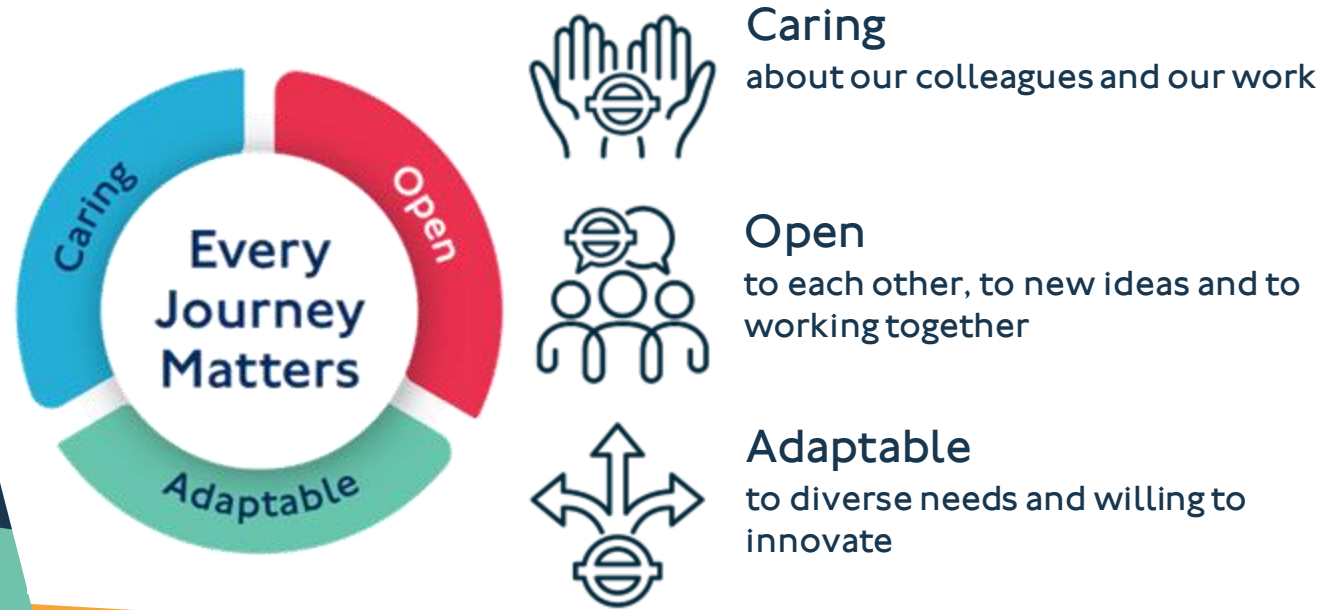 Caring
Open
Every
Journey
Matters
Adaptable
Caring
about our colleagues and our work
Open
to each other, to new ideas and to
working together
Adaptable
to diverse needs and willing to
innovate